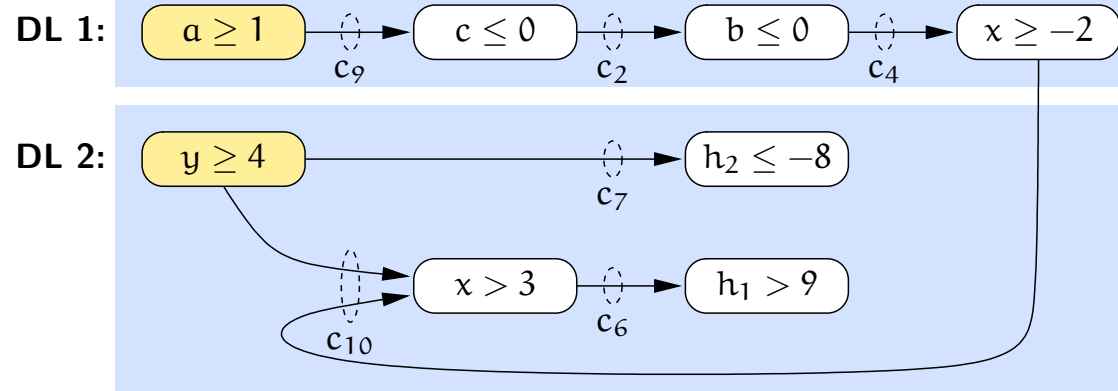 DL 1: a ≥ 1 c ≤ 0 b ≤ 0 x ≥ −2
c₉ c₂ c₄
DL 2: y ≥ 4 h₂ ≤ −8
c₇
x > 3 h₁ > 9
c₁₀ c₆